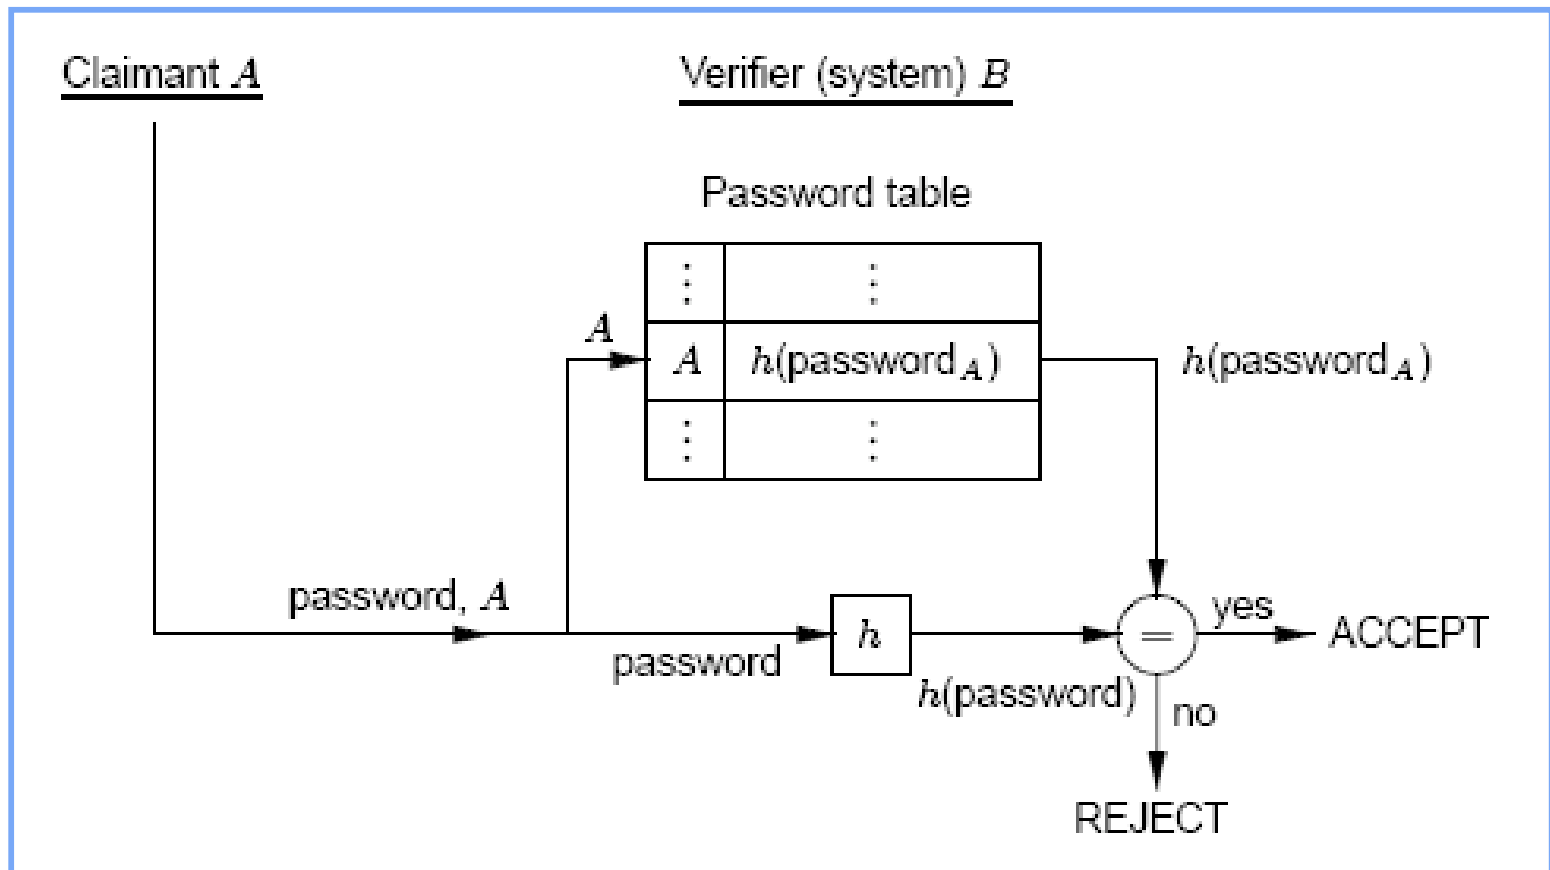 Claimant A
Verifier (system) B
Password table
⋮ ⋮
A
A h(password_A)
h(password_A)
⋮ ⋮
password, A
password
h
h(password)
=
yes
ACCEPT
no
REJECT